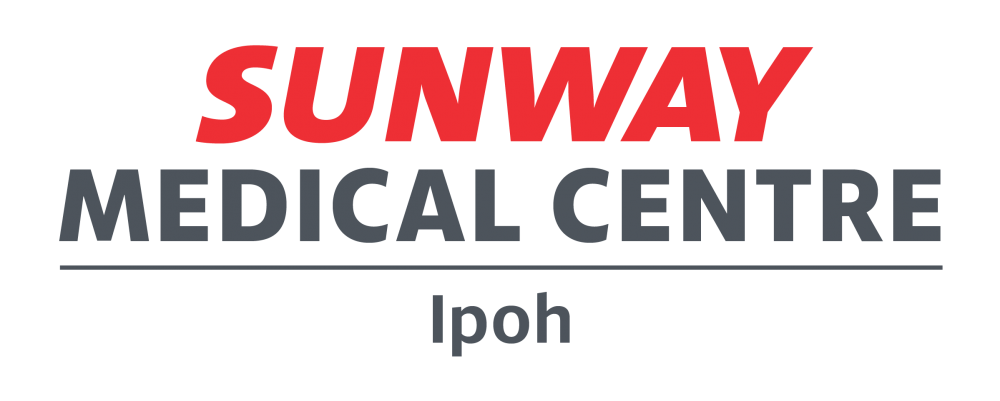 SUNWAY
MEDICAL CENTRE
Ipoh